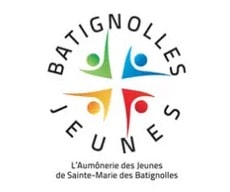 BATIGNOLLES
JEUNES
L'Aumônerie des Jeunes
de Sainte-Marie des Batignolles